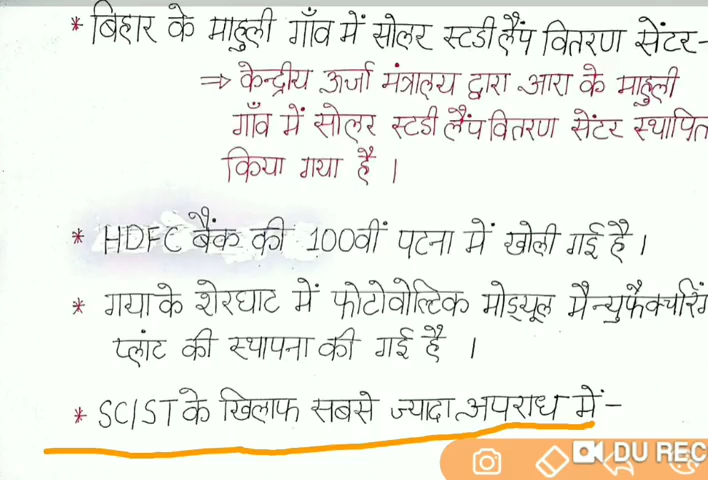 * बिहार के माहुली गाँव में सोलर स्टडी लैंप वितरण सेंटर-
⇒ केन्द्रीय ऊर्जा मंत्रालय द्वारा आरा के माहुली
गाँव में सोलर स्टडी लैंप वितरण सेंटर स्थापित
किया गया है ।
* HDFC बैंक की 100वीं पटना में खोली गई है ।
* गया के शेरघाट में फोटोवोल्टिक मोड्यूल मैन्युफैक्चरिंग
प्लांट की स्थापना की गई है ।
* SC/ST के खिलाफ सबसे ज्यादा अपराध में -
DU REC